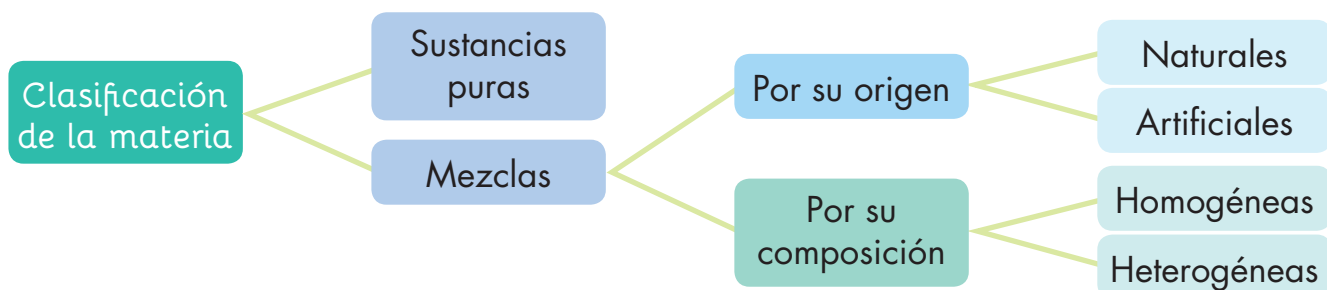 Clasificación
de la materia
Sustancias
puras
Mezclas
Por su origen
Por su
composición
Naturales
Artificiales
Homogéneas
Heterogéneas